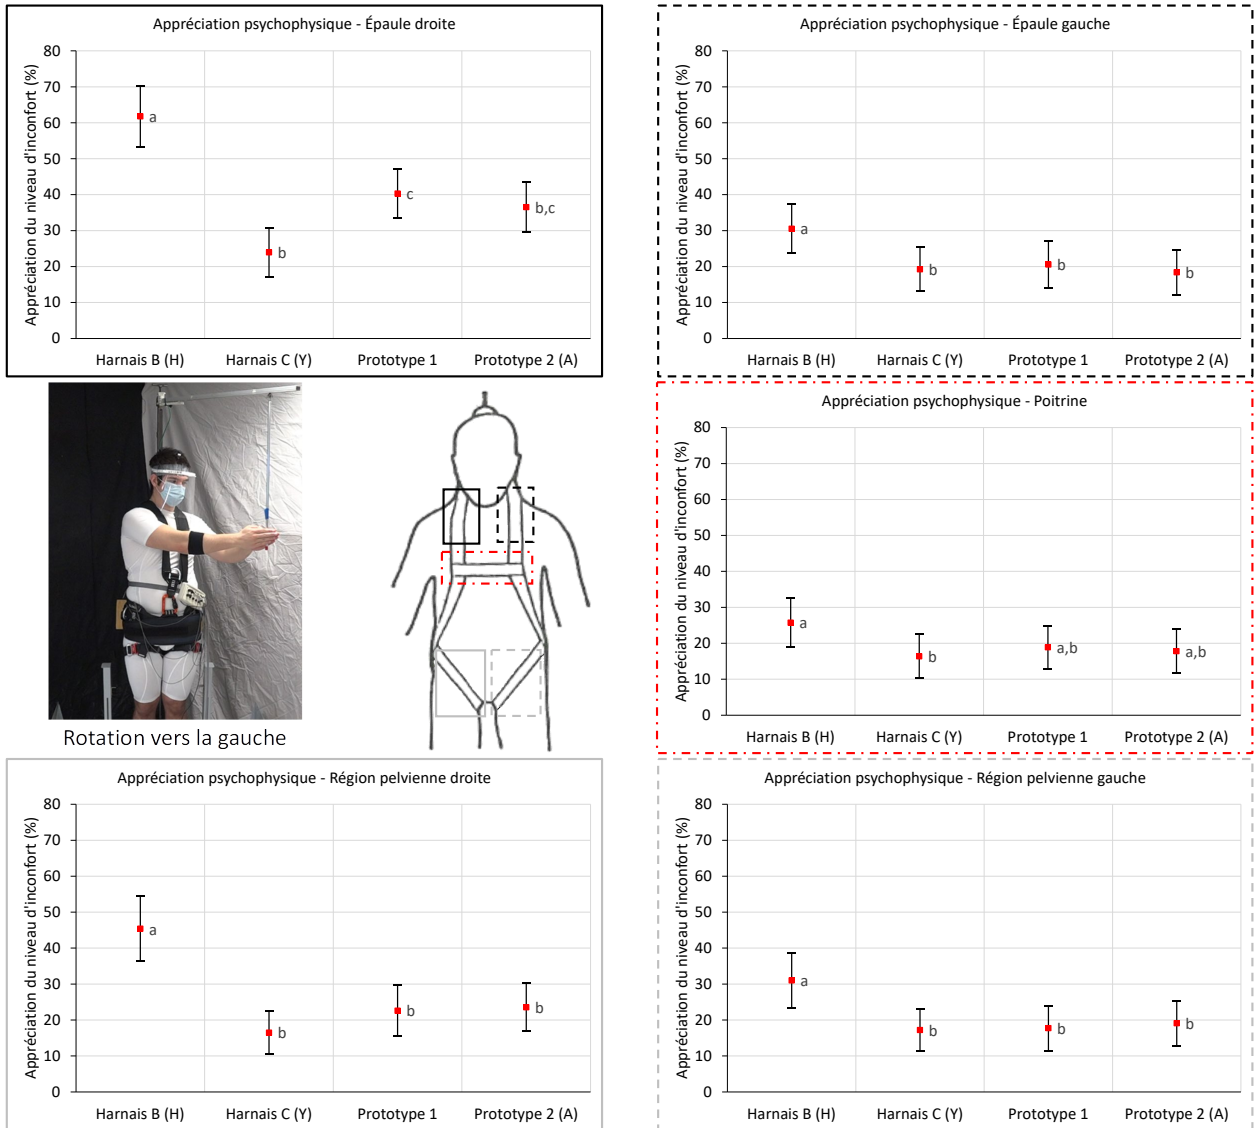 Appréciation psychophysique - Épaule droite
Appréciation du niveau d'inconfort (%)
80
70
60
50
40
30
20
10
0
a
b
c
b,c
Harnais B (H) Harnais C (Y) Prototype 1 Prototype 2 (A)
Appréciation psychophysique - Épaule gauche
Appréciation du niveau d'inconfort (%)
80
70
60
50
40
30
20
10
0
a
b
b
b
Harnais B (H) Harnais C (Y) Prototype 1 Prototype 2 (A)
Rotation vers la gauche
Appréciation psychophysique - Poitrine
Appréciation du niveau d'inconfort (%)
80
70
60
50
40
30
20
10
0
a
b
a,b
a,b
Harnais B (H) Harnais C (Y) Prototype 1 Prototype 2 (A)
Appréciation psychophysique - Région pelvienne droite
Appréciation du niveau d'inconfort (%)
80
70
60
50
40
30
20
10
0
a
b
b
b
Harnais B (H) Harnais C (Y) Prototype 1 Prototype 2 (A)
Appréciation psychophysique - Région pelvienne gauche
Appréciation du niveau d'inconfort (%)
80
70
60
50
40
30
20
10
0
a
b
b
b
Harnais B (H) Harnais C (Y) Prototype 1 Prototype 2 (A)